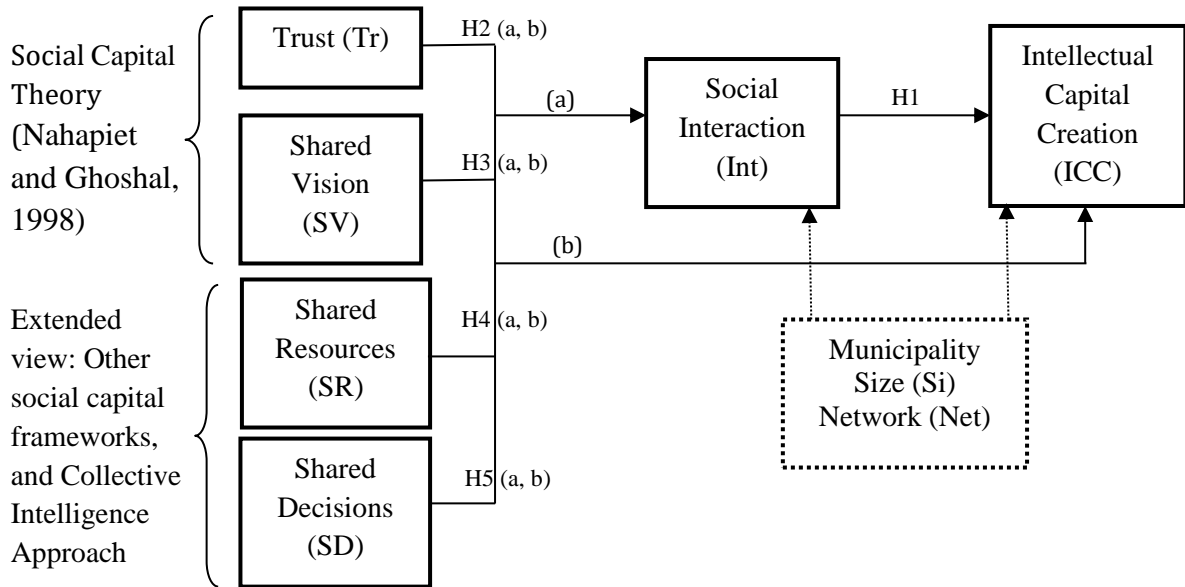 Social Capital
Theory
(Nahapiet
and Ghoshal,
1998)
Extended
view: Other
social capital
frameworks,
and Collective
Intelligence
Approach
Trust (Tr)
Shared
Vision
(SV)
Shared
Resources
(SR)
Shared
Decisions
(SD)
H2 (a, b)
H3 (a, b)
H4 (a, b)
H5 (a, b)
(a)
(b)
Social
Interaction
(Int)
H1
Intellectual
Capital
Creation
(ICC)
Municipality
Size (Si)
Network (Net)